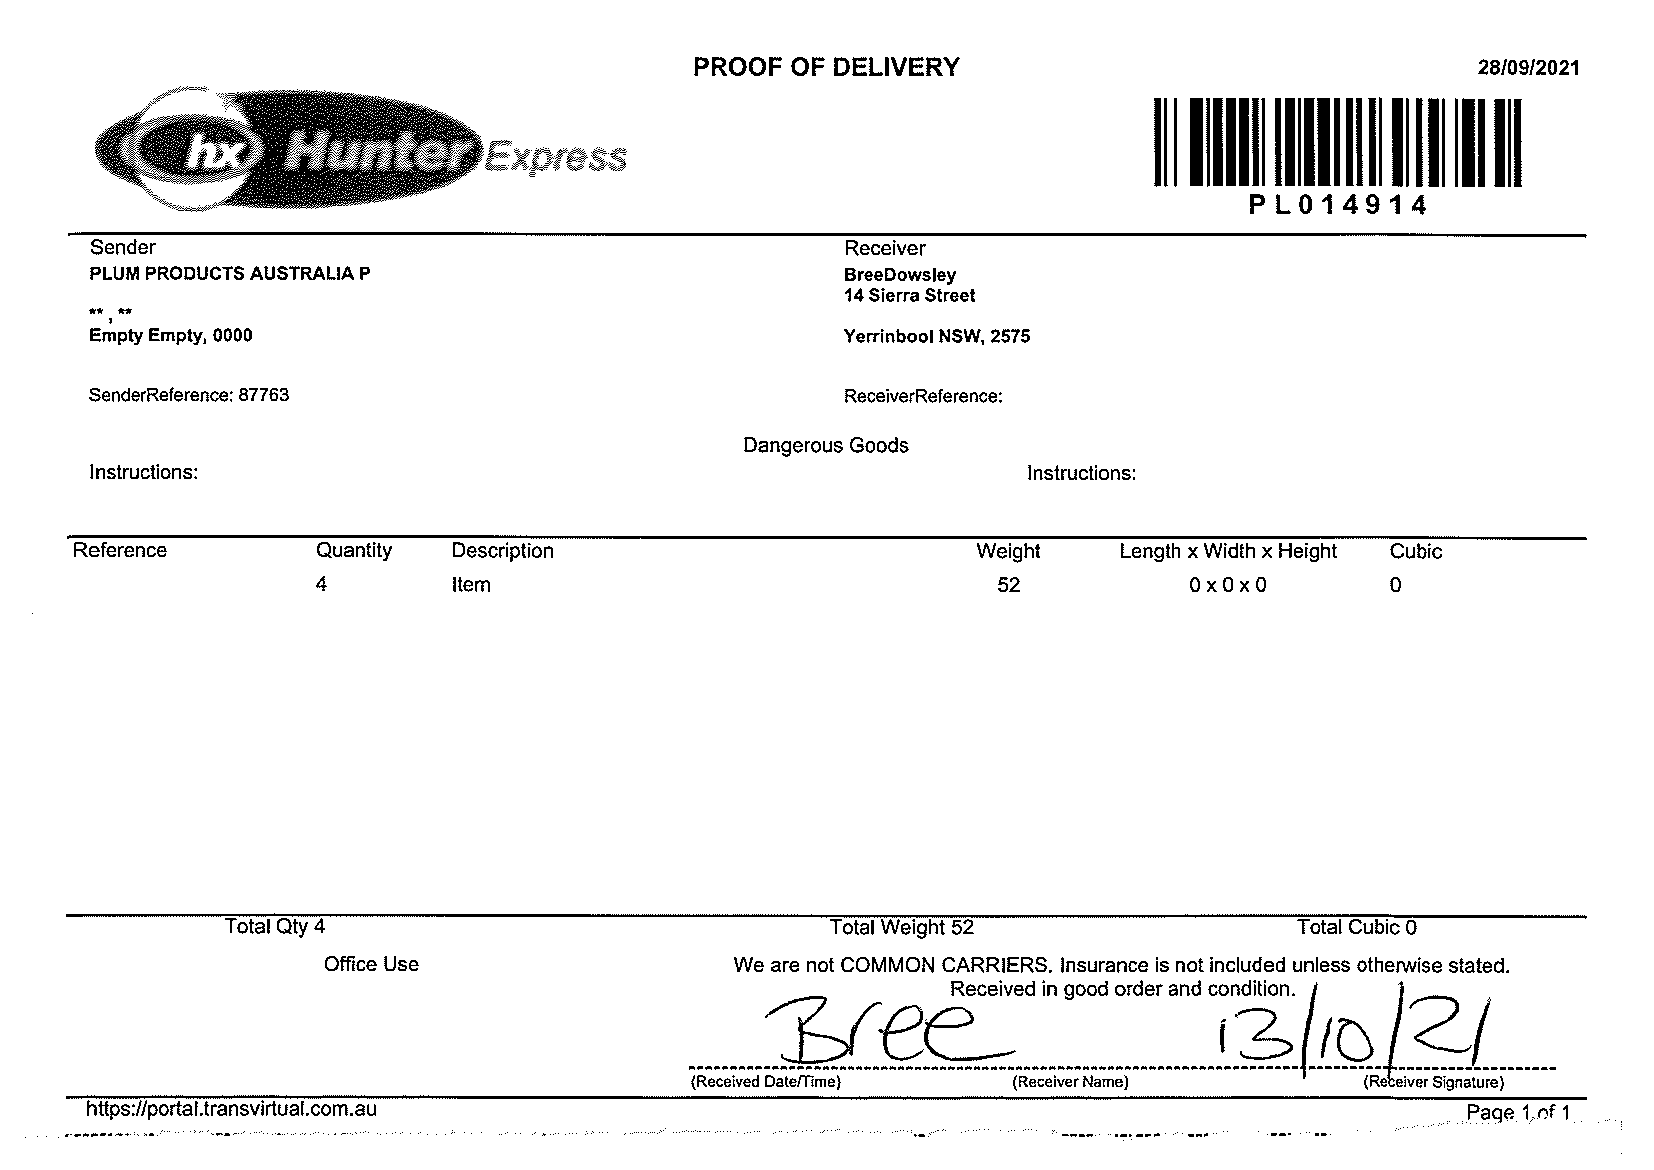 PROOF OF DELIVERY
28/09/2021
hx Hunter Express
PL014914
Sender
PLUM PRODUCTS AUSTRALIA P
** , **
Empty Empty, 0000
SenderReference: 87763
Receiver
BreeDowsley
14 Sierra Street
Yerrinbool NSW, 2575
ReceiverReference:
Dangerous Goods
Instructions:
Instructions:
Reference Quantity Description Weight Length x Width x Height Cubic
4 Item 52 0 x 0 x 0 0
Total Qty 4 Total Weight 52 Total Cubic 0
Office Use
We are not COMMON CARRIERS. Insurance is not included unless otherwise stated.
Received in good order and condition.
Bree 13/10/21
(Received Date/Time) (Receiver Name) (Receiver Signature)
https://portal.transvirtual.com.au
Page 1 of 1